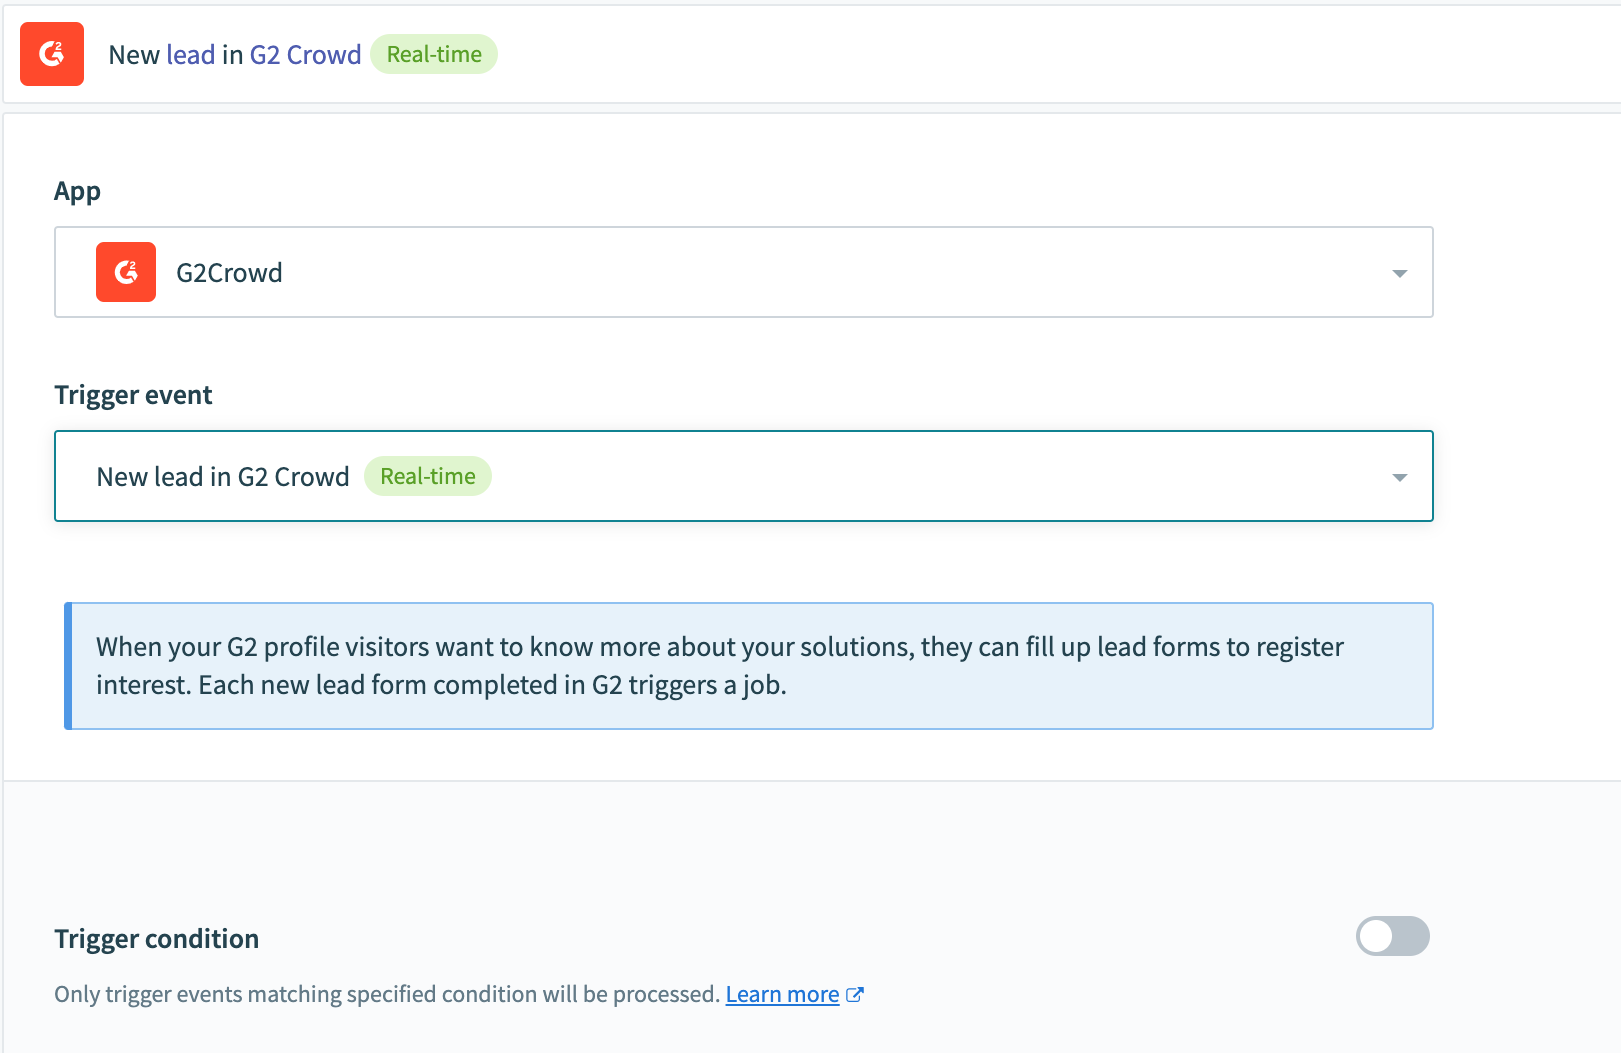 New lead in G2 Crowd Real-time
App
G2Crowd
Trigger event
New lead in G2 Crowd Real-time
When your G2 profile visitors want to know more about your solutions, they can fill up lead forms to register
interest. Each new lead form completed in G2 triggers a job.
Trigger condition
Only trigger events matching specified condition will be processed. Learn more